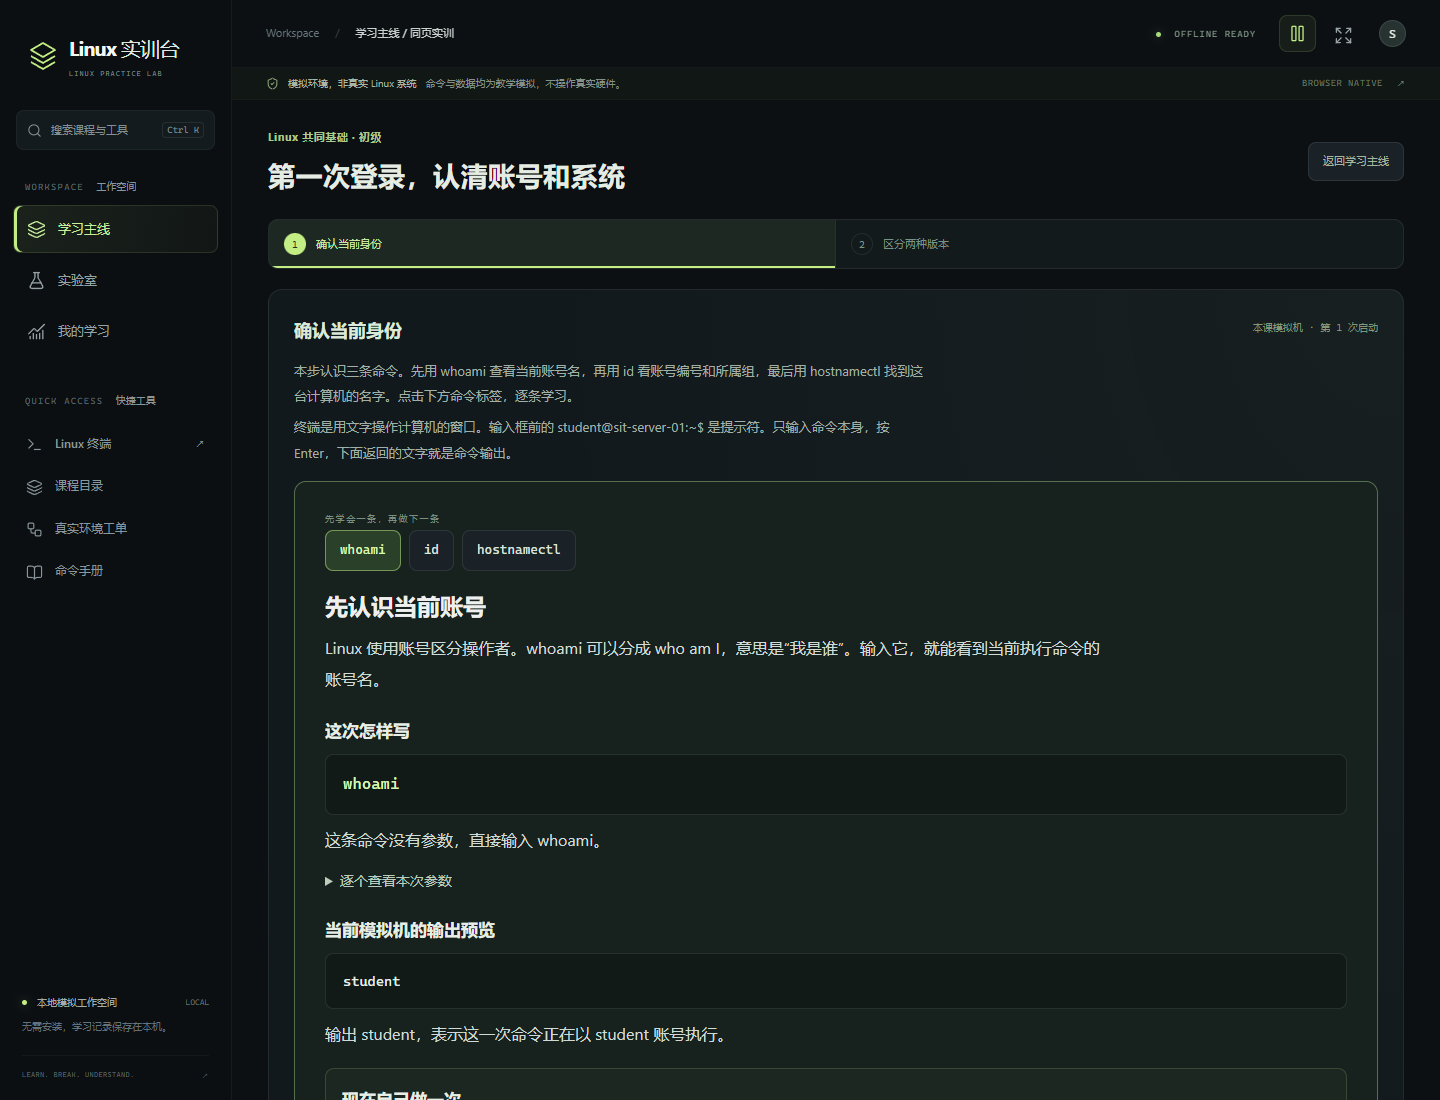 Linux 实训台
LINUX PRACTICE LAB
搜索课程与工具 Ctrl K
WORKSPACE 工作空间
学习主线
实验室
我的学习
QUICK ACCESS 快捷工具
Linux 终端 ↗
课程目录
真实环境工单
命令手册
本地模拟工作空间 LOCAL
无需安装，学习记录保存在本机。
LEARN. BREAK. UNDERSTAND. ↗
Workspace / 学习主线 / 同页实训
OFFLINE READY
S
模拟环境，非真实 Linux 系统 命令与数据均为教学模拟，不操作真实硬件。
BROWSER NATIVE ↗
Linux 共同基础 · 初级
第一次登录，认清账号和系统
返回学习主线
1 确认当前身份
2 区分两种版本
确认当前身份
本课模拟机 · 第 1 次启动
本步认识三条命令。先用 whoami 查看当前账号名，再用 id 看账号编号和所属组，最后用 hostnamectl 找到这
台计算机的名字。点击下方命令标签，逐条学习。
终端是用文字操作计算机的窗口。输入框前的 student@sit-server-01:~$ 是提示符。只输入命令本身，按
Enter，下面返回的文字就是命令输出。
先学会一条，再做下一条
whoami
id
hostnamectl
先认识当前账号
Linux 使用账号区分操作者。whoami 可以分成 who am I，意思是“我是谁”。输入它，就能看到当前执行命令的
账号名。
这次怎样写
whoami
这条命令没有参数，直接输入 whoami。
▶ 逐个查看本次参数
当前模拟机的输出预览
student
输出 student，表示这一次命令正在以 student 账号执行。
现在自己做一次